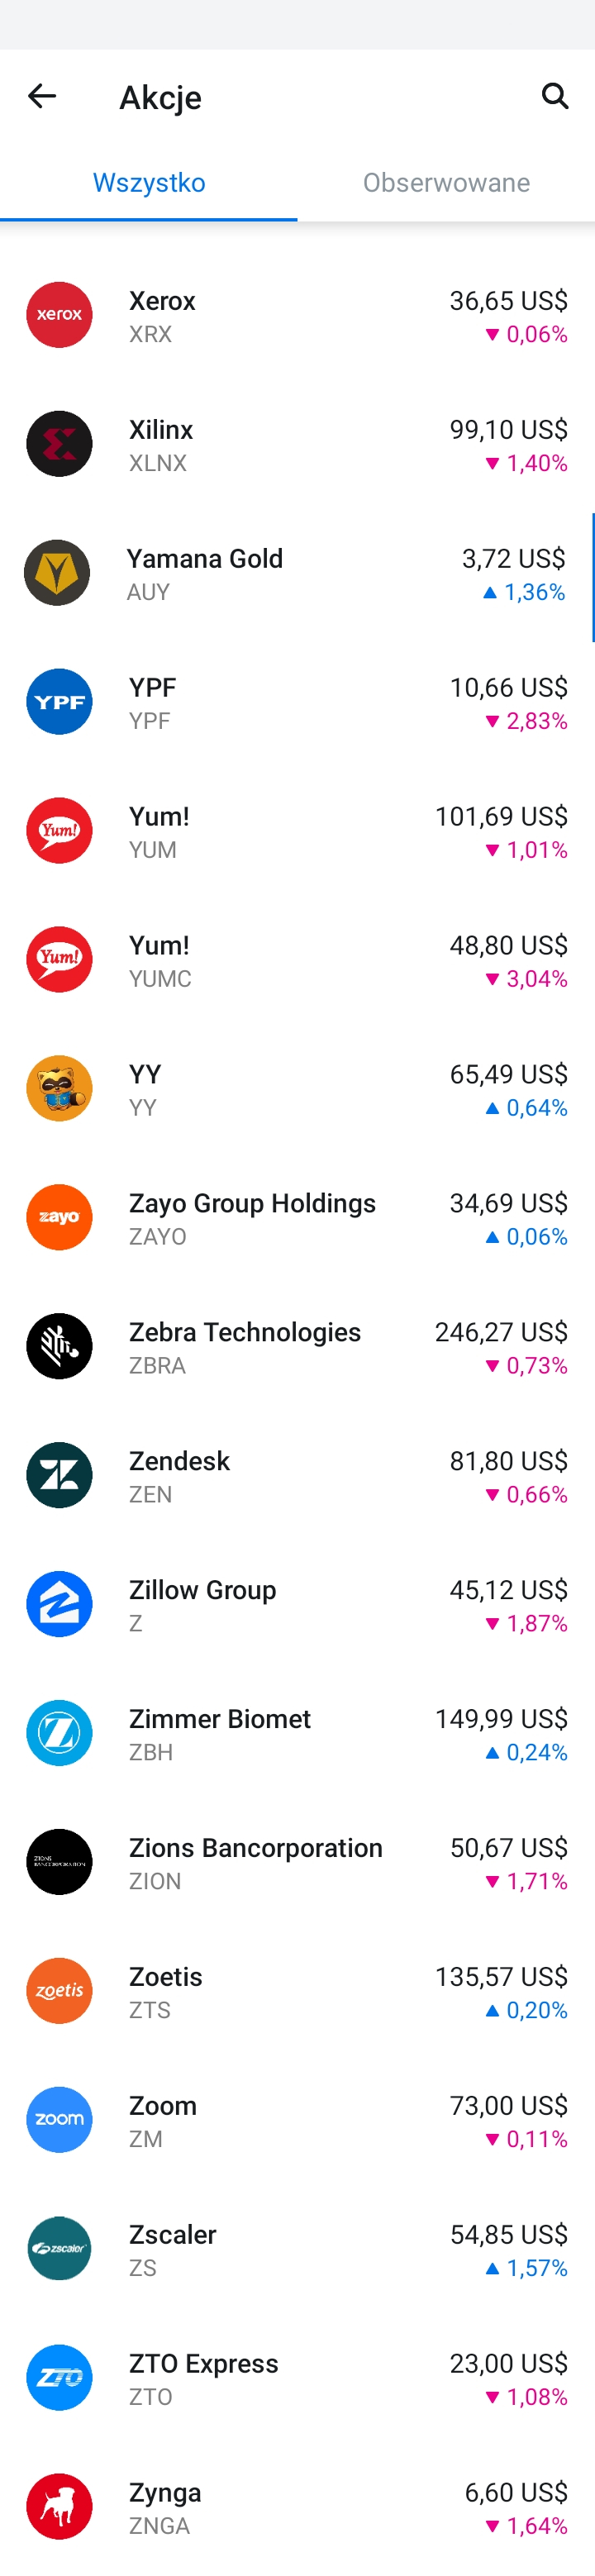 Akcje
Wszystko
Obserwowane
xerox
Xerox
36,65 US$
XRX
▼ 0,06%
Xilinx
99,10 US$
XLNX
▼ 1,40%
Yamana Gold
3,72 US$
AUY
▲ 1,36%
YPF
YPF
10,66 US$
YPF
▼ 2,83%
Yum!
Yum!
101,69 US$
YUM
▼ 1,01%
Yum!
Yum!
48,80 US$
YUMC
▼ 3,04%
YY
65,49 US$
YY
▲ 0,64%
zayo
Zayo Group Holdings
34,69 US$
ZAYO
▲ 0,06%
Zebra Technologies
246,27 US$
ZBRA
▼ 0,73%
Zendesk
81,80 US$
ZEN
▼ 0,66%
Zillow Group
45,12 US$
Z
▼ 1,87%
Z
Zimmer Biomet
149,99 US$
ZBH
▲ 0,24%
ZIONS
BANCORPORATION
Zions Bancorporation
50,67 US$
ZION
▼ 1,71%
zoetis
Zoetis
135,57 US$
ZTS
▲ 0,20%
zoom
Zoom
73,00 US$
ZM
▼ 0,11%
zscaler
Zscaler
54,85 US$
ZS
▲ 1,57%
ZTO
ZTO Express
23,00 US$
ZTO
▼ 1,08%
Zynga
6,60 US$
ZNGA
▼ 1,64%